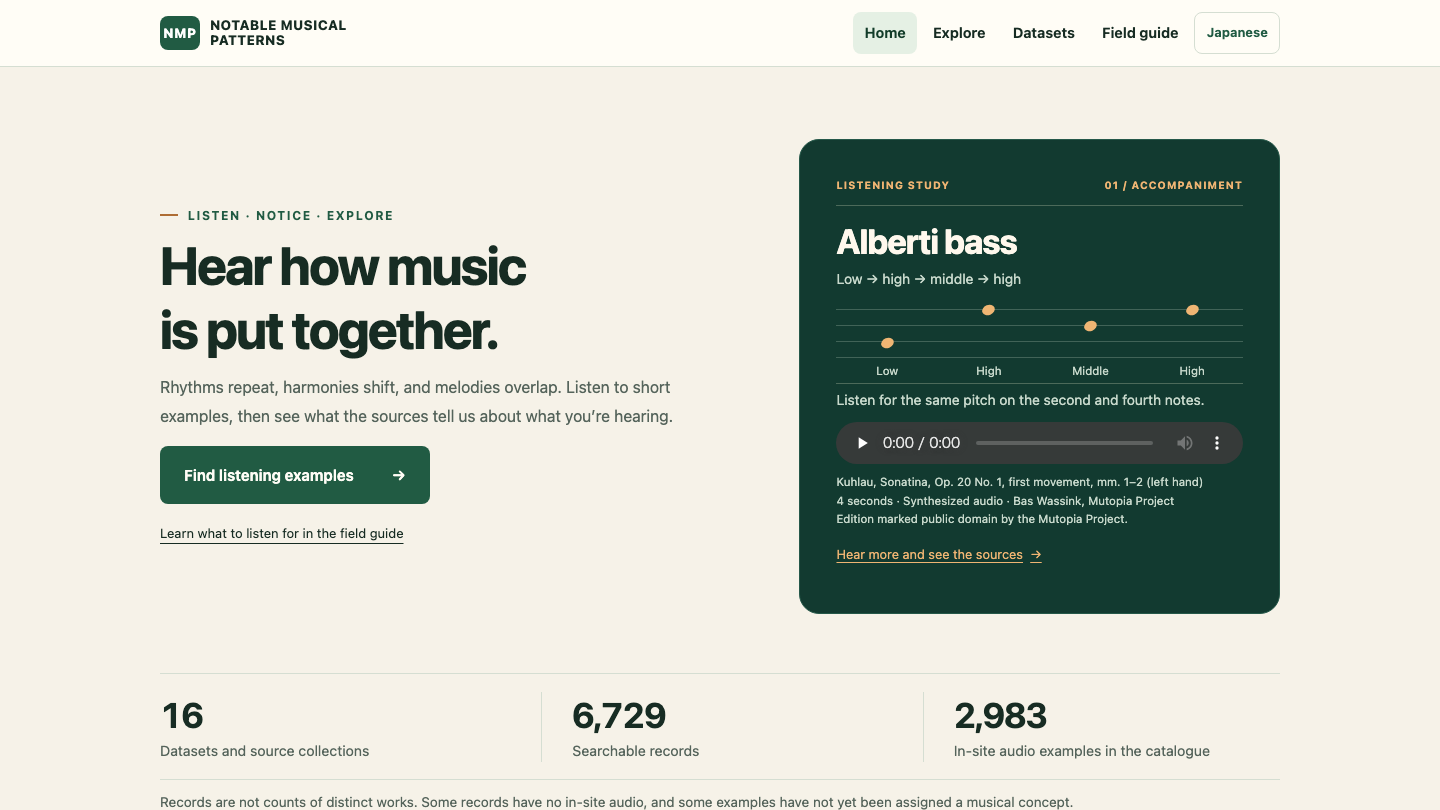 NMP
NOTABLE MUSICAL
PATTERNS
Home
Explore
Datasets
Field guide
Japanese
LISTEN · NOTICE · EXPLORE
Hear how music
is put together.
Rhythms repeat, harmonies shift, and melodies overlap. Listen to short
examples, then see what the sources tell us about what you’re hearing.
Find listening examples →
Learn what to listen for in the field guide
LISTENING STUDY
01 / ACCOMPANIMENT
Alberti bass
Low → high → middle → high
Low
High
Middle
High
Listen for the same pitch on the second and fourth notes.
0:00 / 0:00
Kuhlau, Sonatina, Op. 20 No. 1, first movement, mm. 1–2 (left hand)
4 seconds · Synthesized audio · Bas Wassink, Mutopia Project
Edition marked public domain by the Mutopia Project.
Hear more and see the sources →
16
Datasets and source collections
6,729
Searchable records
2,983
In-site audio examples in the catalogue
Records are not counts of distinct works. Some records have no in-site audio, and some examples have not yet been assigned a musical concept.